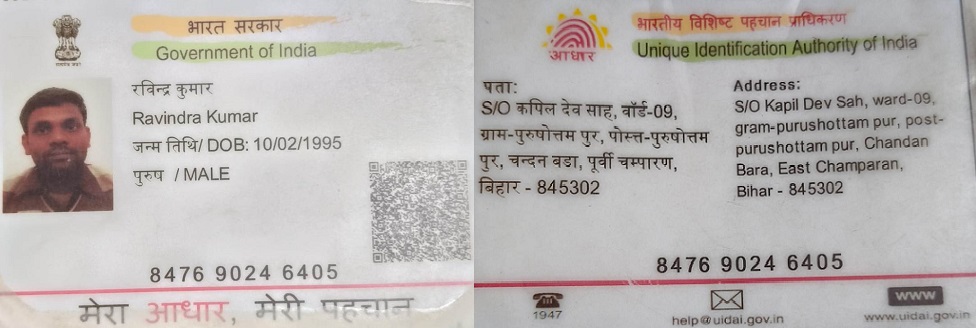 भारत सरकार
Government of India
रविन्द्र कुमार
Ravindra Kumar
जन्म तिथि/ DOB: 10/02/1995
पुरुष / MALE
8476 9024 6405
मेरा आधार, मेरी पहचान
भारतीय विशिष्ट पहचान प्राधिकरण
आधार
Unique Identification Authority of India
पता:
S/O कपिल देव साह, वॉर्ड-09,
ग्राम-पुरुषोत्तम पुर, पोस्त-पुरुषोत्तम
पुर, चन्दन बडा, पूर्वी चम्पारण,
बिहार - 845302
Address:
S/O Kapil Dev Sah, ward-09,
gram-purushottam pur, post-
purushottam pur, Chandan
Bara, East Champaran,
Bihar - 845302
8476 9024 6405
1947
help@uidai.gov.in
www
www.uidai.gov.in